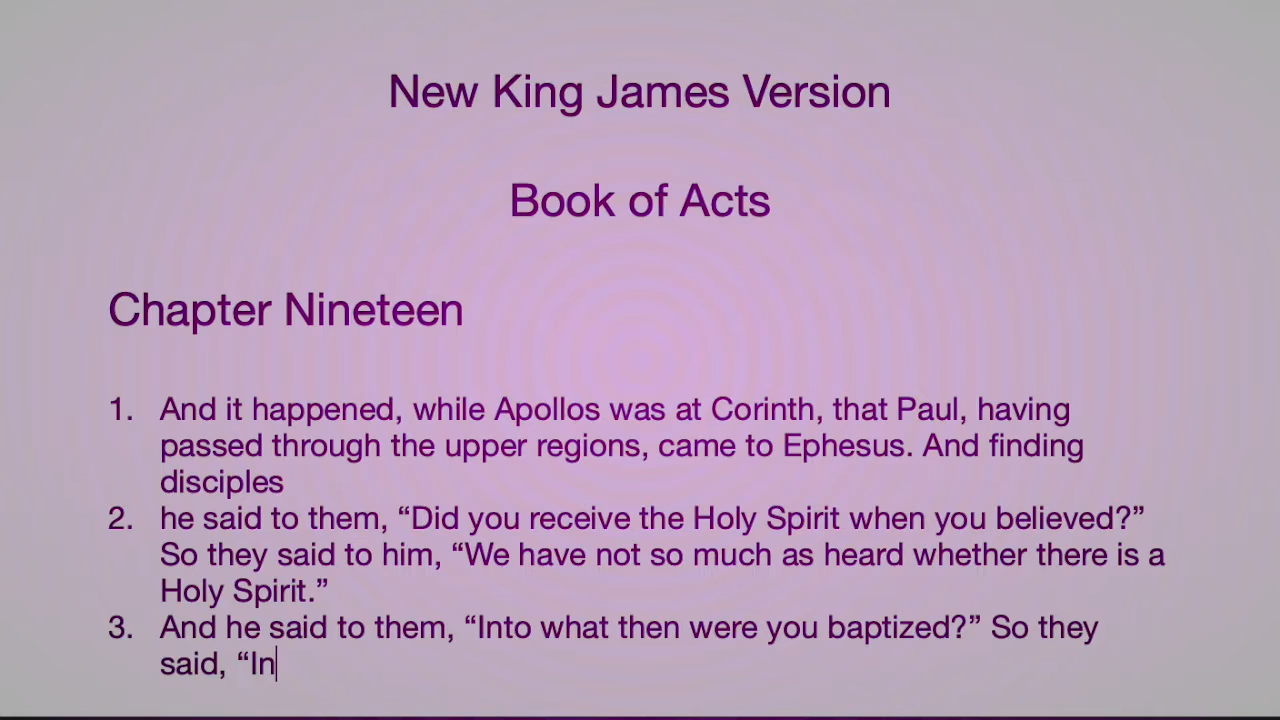 New King James Version
Book of Acts
Chapter Nineteen
1. And it happened, while Apollos was at Corinth, that Paul, having
passed through the upper regions, came to Ephesus. And finding
disciples
2. he said to them, “Did you receive the Holy Spirit when you believed?”
So they said to him, “We have not so much as heard whether there is a
Holy Spirit.”
3. And he said to them, “Into what then were you baptized?” So they
said, “In